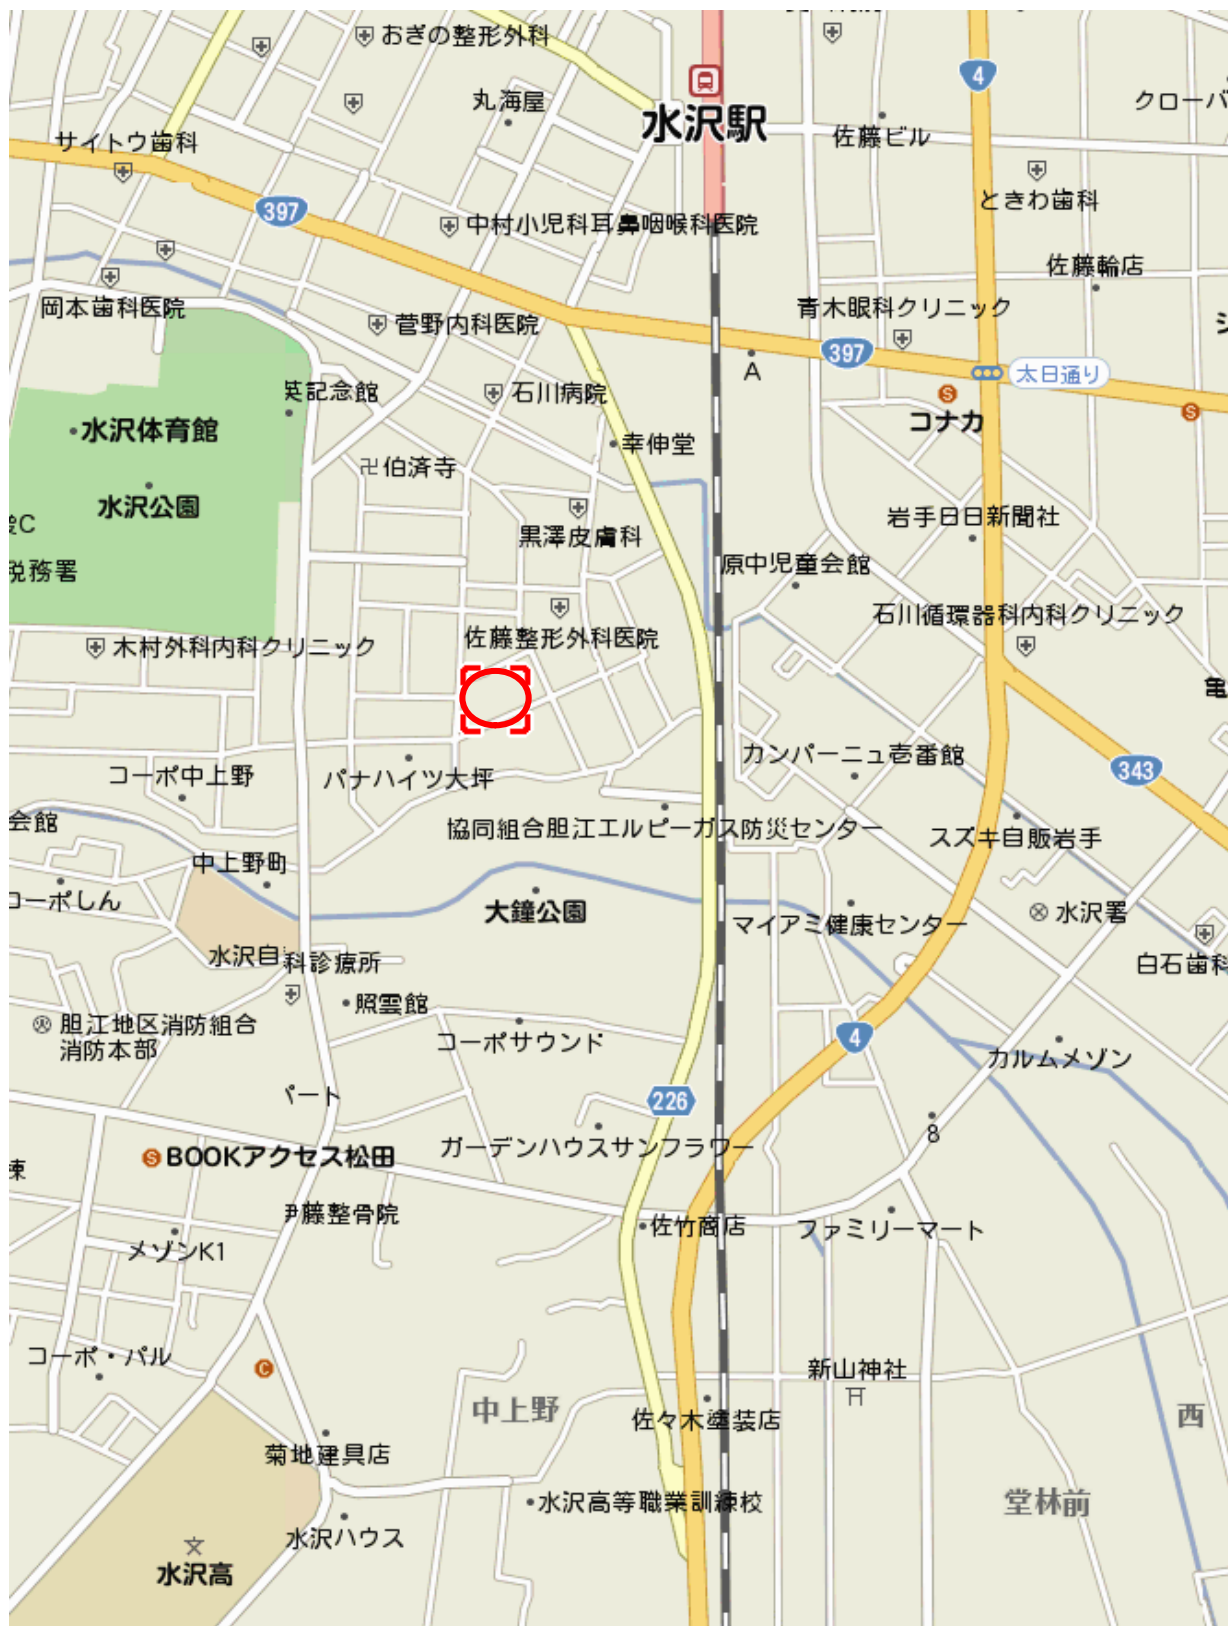 おぎの整形外科
4
丸海屋
クローバ
水沢駅
サイトウ歯科
佐藤ビル
ときわ歯科
397
中村小児科耳鼻咽喉科医院
佐藤輪店
岡本歯科医院
青木眼科クリニック
菅野内科医院
397
太日通り
A
英記念館
石川病院
コナカ
水沢体育館
幸伸堂
卍伯済寺
水沢公園
岩手日日新聞社
C
黒澤皮膚科
税務署
原中児童会館
石川循環器科内科クリニック
木村外科内科クリニック
佐藤整形外科医院
亀
カンパーニュ壱番館
343
コーポ中上野
パナハイツ大坪
会館
協同組合胆江エルピーガス防災センター
スズキ自販岩手
中上野町
コーポしん
大鐘公園
マイアミ健康センター
水沢署
水沢自
科診療所
白石歯科
照雲館
胆江地区消防組合
消防本部
コーポサウンド
4
カルムメゾン
パート
226
8
ガーデンハウスサンフラワー
BOOKアクセス松田
棟
伊藤整骨院
佐竹商店
ファミリーマート
メゾンK1
コーポ・パル
新山神社
中上野
佐々木塗装店
西
菊地建具店
水沢高等職業訓練校
堂林前
水沢ハウス
文
水沢高